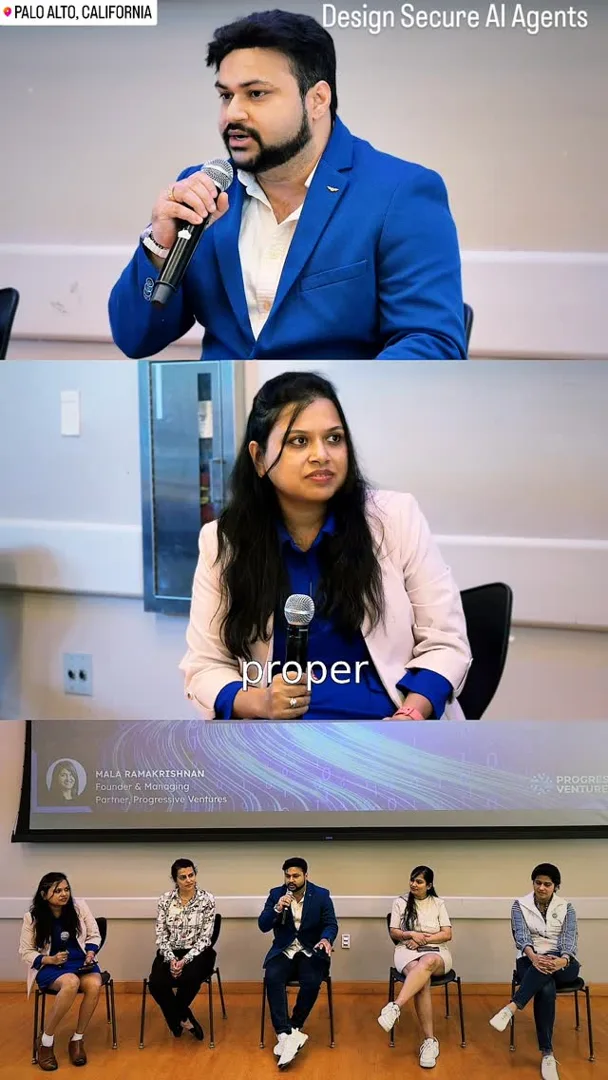 PALO ALTO, CALIFORNIA
Design Secure AI Agents
proper
MALA RAMAKRISHNAN
Founder & Managing
Partner, Progressive Ventures